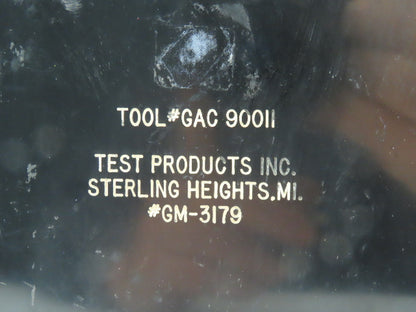 TOOL#GAC 90011
TEST PRODUCTS INC.
STERLING HEIGHTS,MI.
#GM-3179